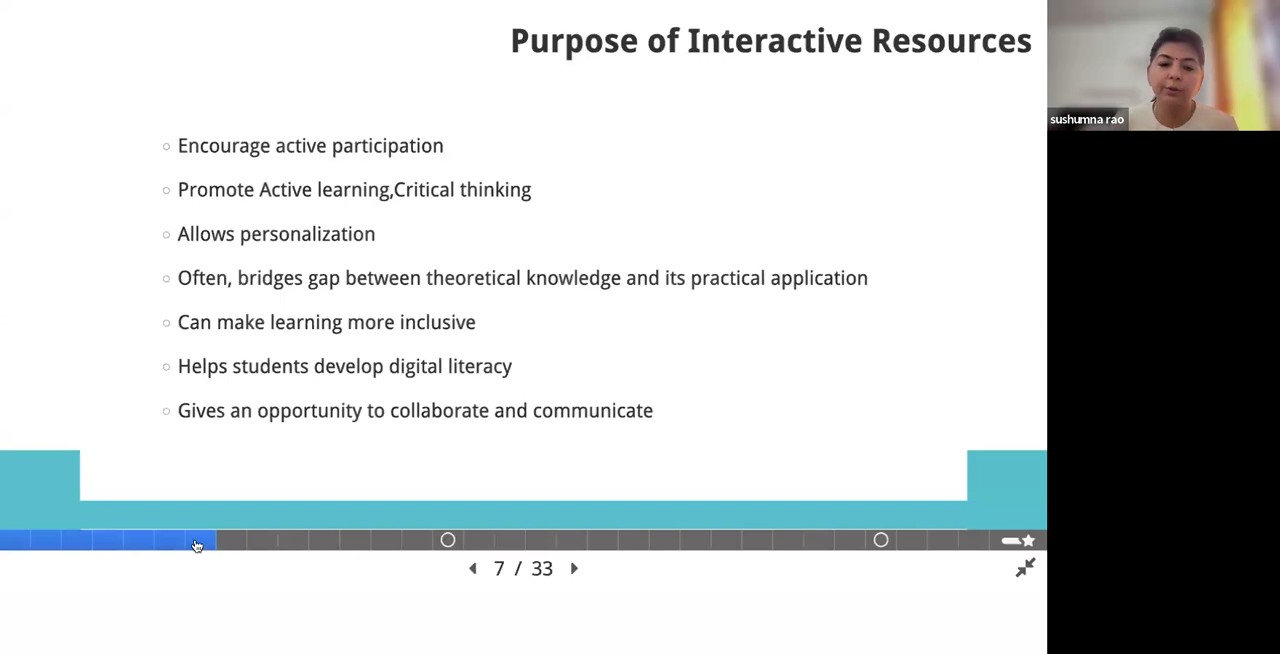 Purpose of Interactive Resources
sushumna rao
Encourage active participation
Promote Active learning,Critical thinking
Allows personalization
Often, bridges gap between theoretical knowledge and its practical application
Can make learning more inclusive
Helps students develop digital literacy
Gives an opportunity to collaborate and communicate
7 / 33